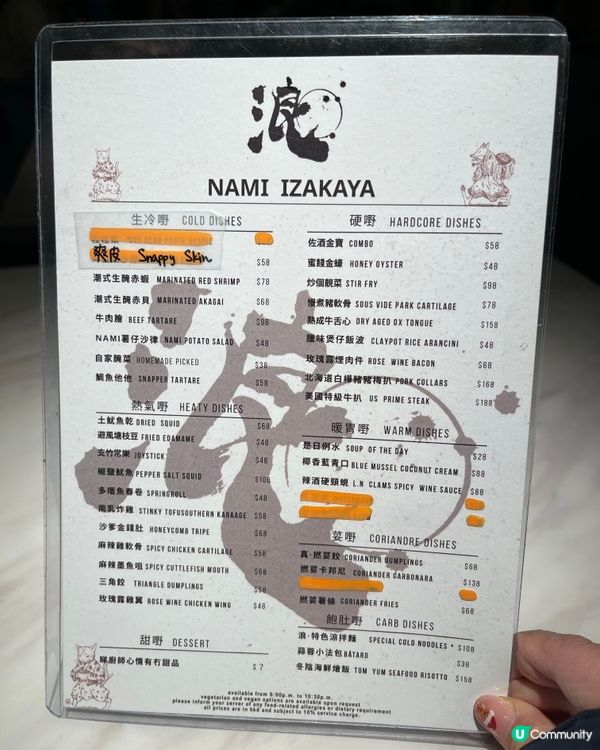 浪
NAMI IZAKAYA
生冷嘢 COLD DISHES
爽皮 Snappy Skin $58
潮式生醃赤蝦 MARINATED RED SHRIMP $78
潮式生醃赤貝 MARINATED AKAGAI $68
牛肉膾 BEEF TARTARE $98
NAMI薯仔沙律 NAMI POTATO SALAD $48
自家醃菜 HOMEMADE PICKED $38
鯛魚他他 SNAPPER TARTARE $58
熱氣嘢 HEATY DISHES
土魷魚乾 DRIED SQUID $68
避風塘枝豆 FRIED EDAMAME $48
安竹常樂 JOYSTICK $48
椒鹽魷魚 PEPPER SALT SQUID $108
多嗜魚春卷 SPRINGROLL $48
南乳炸雞 STINKY TOFUSOUTHERN KARAAGE $58
沙爹金錢肚 HONEYCOMB TRIPE $68
麻辣雞軟骨 SPICY CHICKEN CARTILAGE $58
麻辣墨魚咀 SPICY CUTTLEFISH MOUTH $68
三角餃 TRIANGLE DUMPLINGS $58
玫瑰露雞翼 ROSE WINE CHICKEN WING $48
甜嘢 DESSERT
睇廚師心情有冇甜品 $ ?
硬嘢 HARDCORE DISHES
佐酒金寶 COMBO $58
蜜餞金蠔 HONEY OYSTER $48
炒個靚菜 STIR FRY $98
慢煮豬軟骨 SOUS VIDE PARK CARTILAGE $78
熟成牛舌心 DRY AGED OX TONGUE $158
臘味煲仔飯波 CLAYPOT RICE ARANCINI $48
玫瑰露煙肉件 ROSE WINE BACON $68
北海道白樺豬豬梅扒 PORK COLLARS $168
美國特級牛扒 US PRIME STEAK $188
暖胃嘢 WARM DISHES
是日例水 SOUP OF THE DAY $28
椰香藍青口 BLUE MUSSEL COCONUT CREAM $88
辣酒硬頸蜆 L.N CLAMS SPICY WINE SAUCE $88
荽嘢 CORIANDRE DISHES
真·撚荽餃 CORIANDER DUMPLINGS $68
撚荽卡邦尼 CORIANDER CARBONARA $138
撚荽薯條 CORIANDER FRIES $68
飽肚嘢 CARB DISHES
浪·特色涼拌麵 SPECIAL COLD NOODLES $108
蒜蓉小法包 BÂTARD $38
冬陰海鮮燴飯 TOM YUM SEAFOOD RISOTTO $158
available from 6:00p.m. to 10:30p.m.
vegetarian and vegan options are available upon request
please inform your server of any food-related allergies or dietary requirement
all prices are in hkd and subject to 10% service charge.
U Community